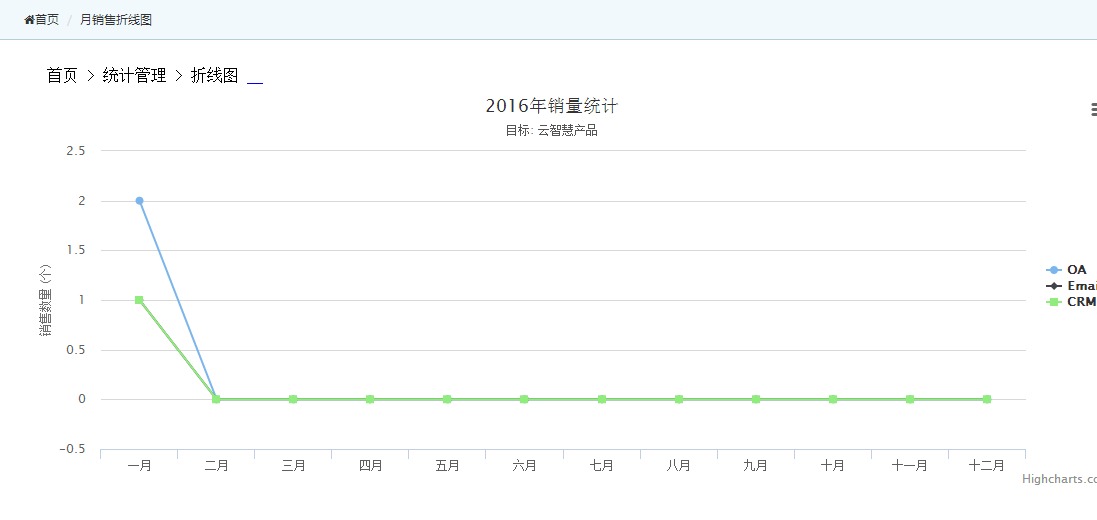 首页 / 月销售折线图
首页 > 统计管理 > 折线图 __
2016年销量统计
目标: 云智慧产品
2.5
2
1.5
1
0.5
0
-0.5
销售数量 (个)
一月 二月 三月 四月 五月 六月 七月 八月 九月 十月 十一月 十二月
OA
Emai
CRM
Highcharts.co